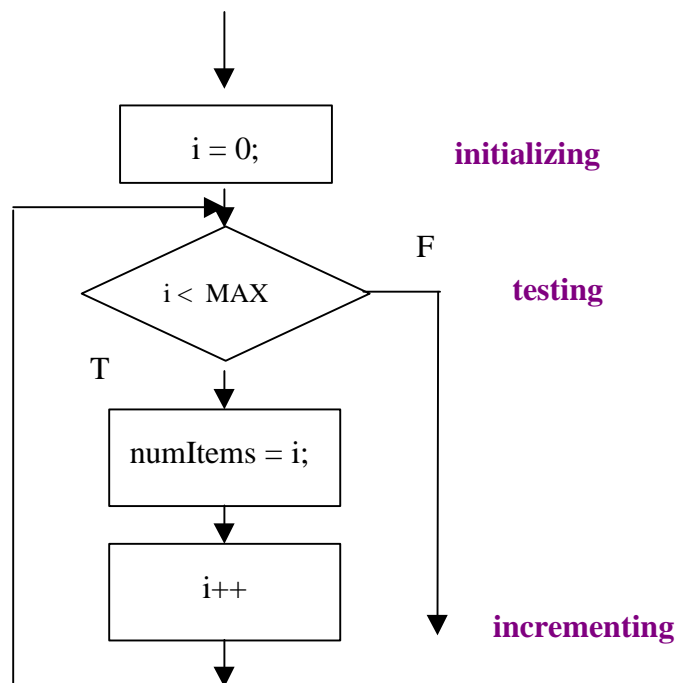 i = 0;
initializing
F
i < MAX
testing
T
numItems = i;
i++
incrementing